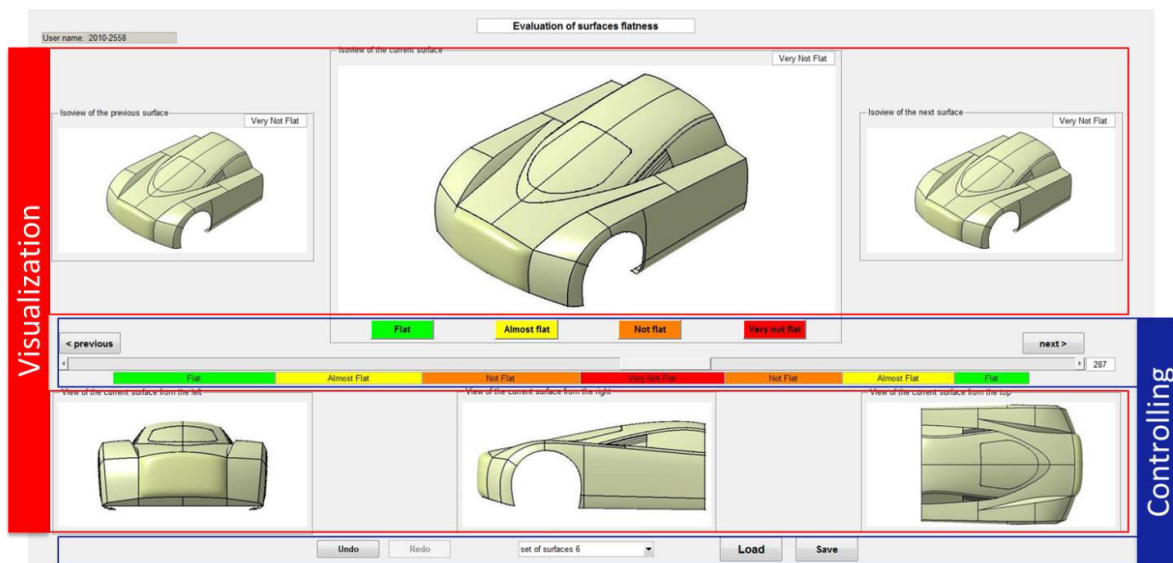 Evaluation of surfaces flatness
User name: 2010-2558
Isoview of the current surface
Very Not Flat
Isoview of the previous surface
Very Not Flat
Isoview of the next surface
Very Not Flat
Visualization
Flat
Almost flat
Not flat
Very not flat
< previous
next >
287
Flat
Almost Flat
Not Flat
Very Not Flat
Not Flat
Almost Flat
Flat
Controlling
View of the current surface from the left
View of the current surface from the right
View of the current surface from the top
Undo
Redo
set of surfaces 6
Load
Save